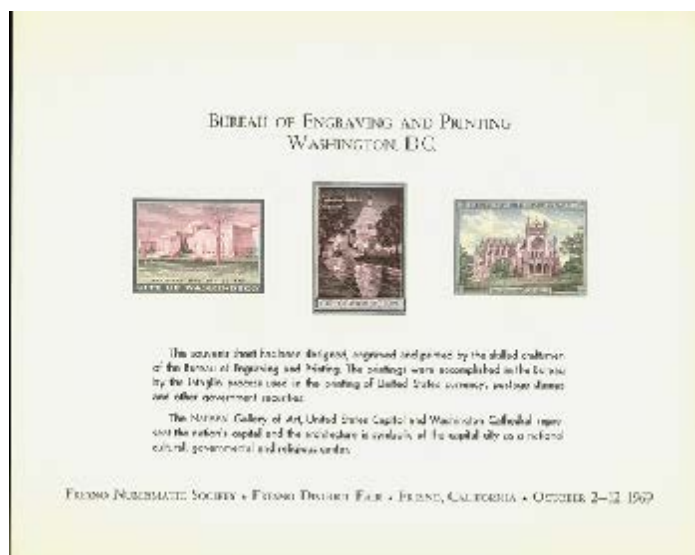 BUREAU OF ENGRAVING AND PRINTING
WASHINGTON, D.C.
CITY OF WASHINGTON
This souvenir sheet has been designed, engraved and printed by the skilled craftsmen
of the Bureau of Engraving and Printing. The printings were accomplished in the Bureau
by the intaglio process used in the printing of United States currency, postage stamps
and other government securities.
The National Gallery of Art, United States Capitol and Washington Cathedral repre-
sent the nation's capital and the architecture is symbolic of the capital city as a national
cultural, governmental and religious center.
FRESNO NUMISMATIC SOCIETY • FRESNO DISTRICT FAIR • FRESNO, CALIFORNIA • OCTOBER 2–12 1969